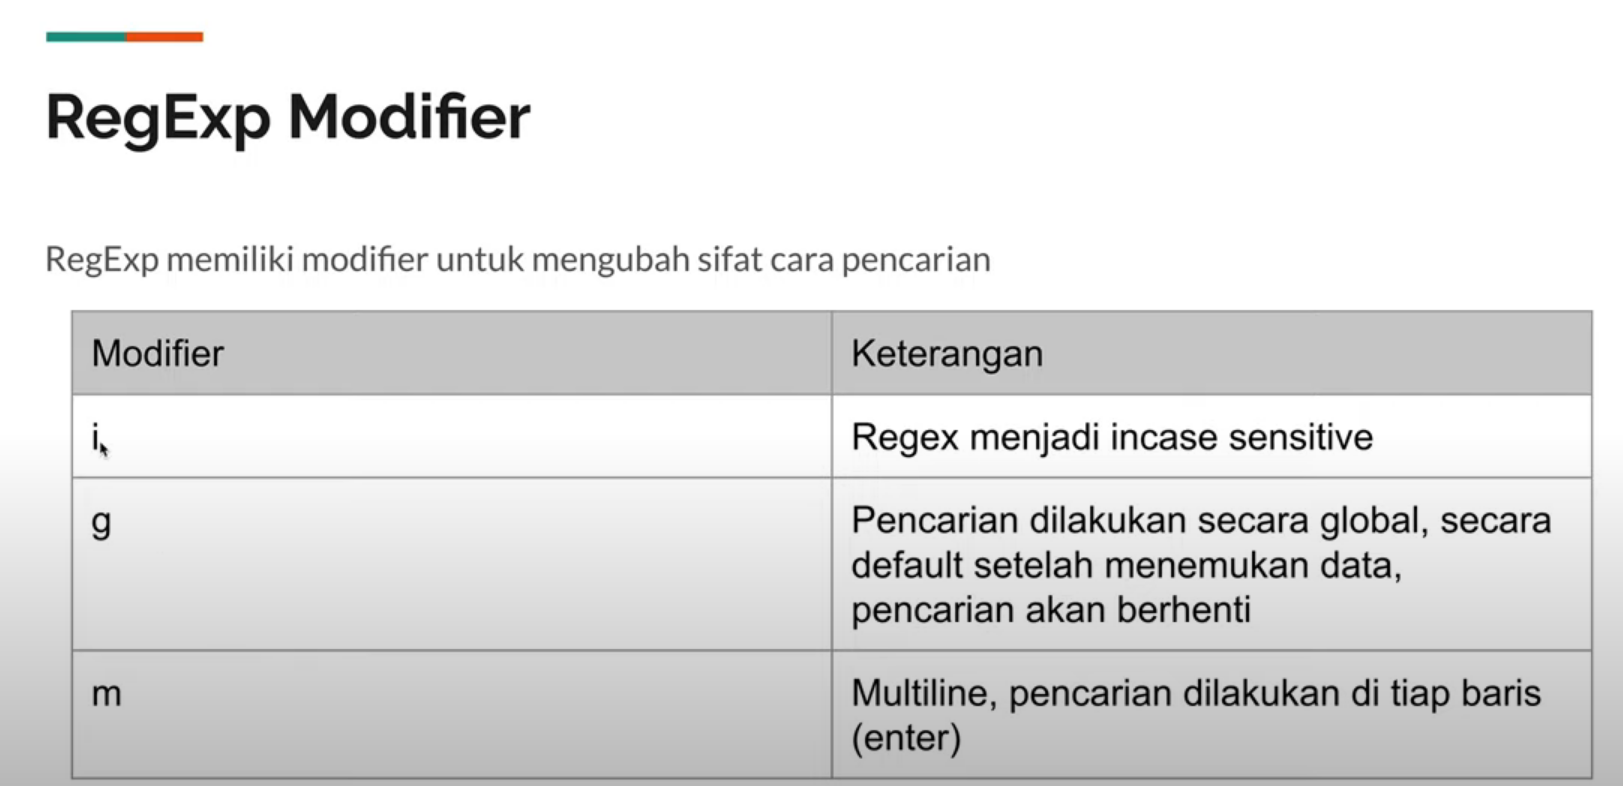 RegExp Modifier
RegExp memiliki modifier untuk mengubah sifat cara pencarian
Modifier
Keterangan
i
Regex menjadi incase sensitive
g
Pencarian dilakukan secara global, secara
default setelah menemukan data,
pencarian akan berhenti
m
Multiline, pencarian dilakukan di tiap baris
(enter)